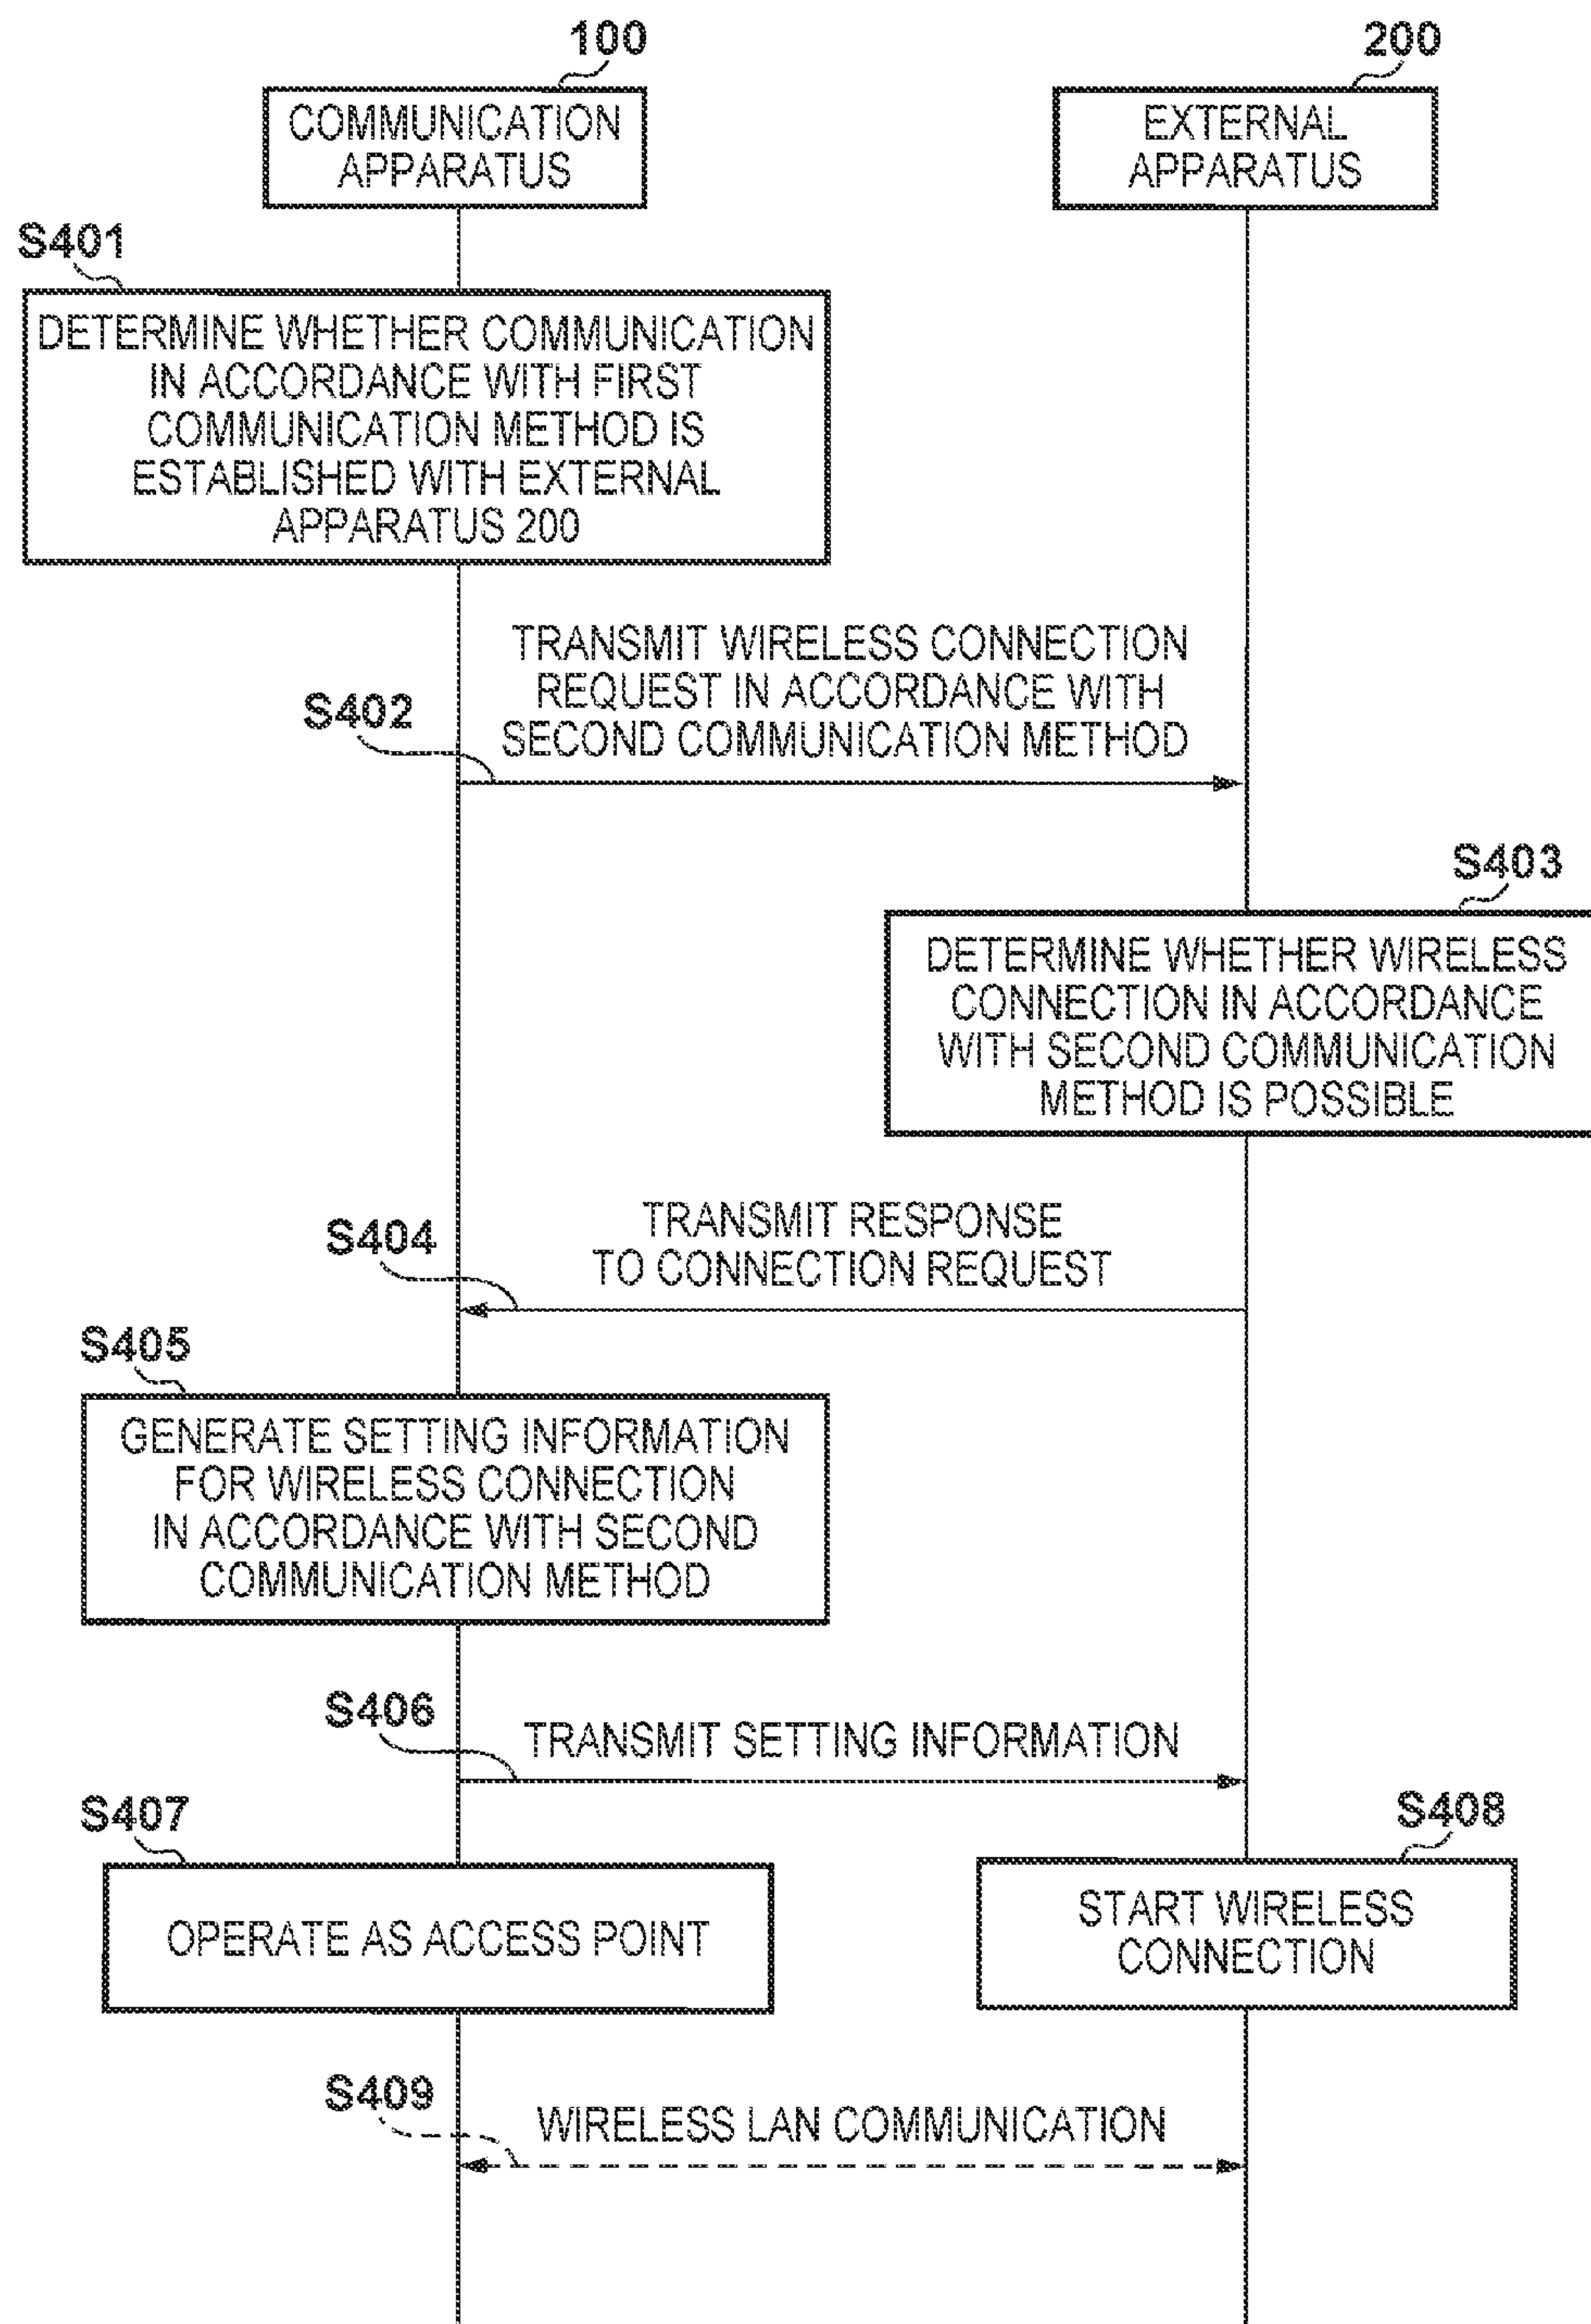 100
200
COMMUNICATION
APPARATUS
EXTERNAL
APPARATUS
S401
DETERMINE WHETHER COMMUNICATION
IN ACCORDANCE WITH FIRST
COMMUNICATION METHOD IS
ESTABLISHED WITH EXTERNAL
APPARATUS 200
TRANSMIT WIRELESS CONNECTION
REQUEST IN ACCORDANCE WITH
SECOND COMMUNICATION METHOD
S402
S403
DETERMINE WHETHER WIRELESS
CONNECTION IN ACCORDANCE
WITH SECOND COMMUNICATION
METHOD IS POSSIBLE
TRANSMIT RESPONSE
TO CONNECTION REQUEST
S404
S405
GENERATE SETTING INFORMATION
FOR WIRELESS CONNECTION
IN ACCORDANCE WITH SECOND
COMMUNICATION METHOD
S406
TRANSMIT SETTING INFORMATION
S407
OPERATE AS ACCESS POINT
S408
START WIRELESS
CONNECTION
S409
WIRELESS LAN COMMUNICATION